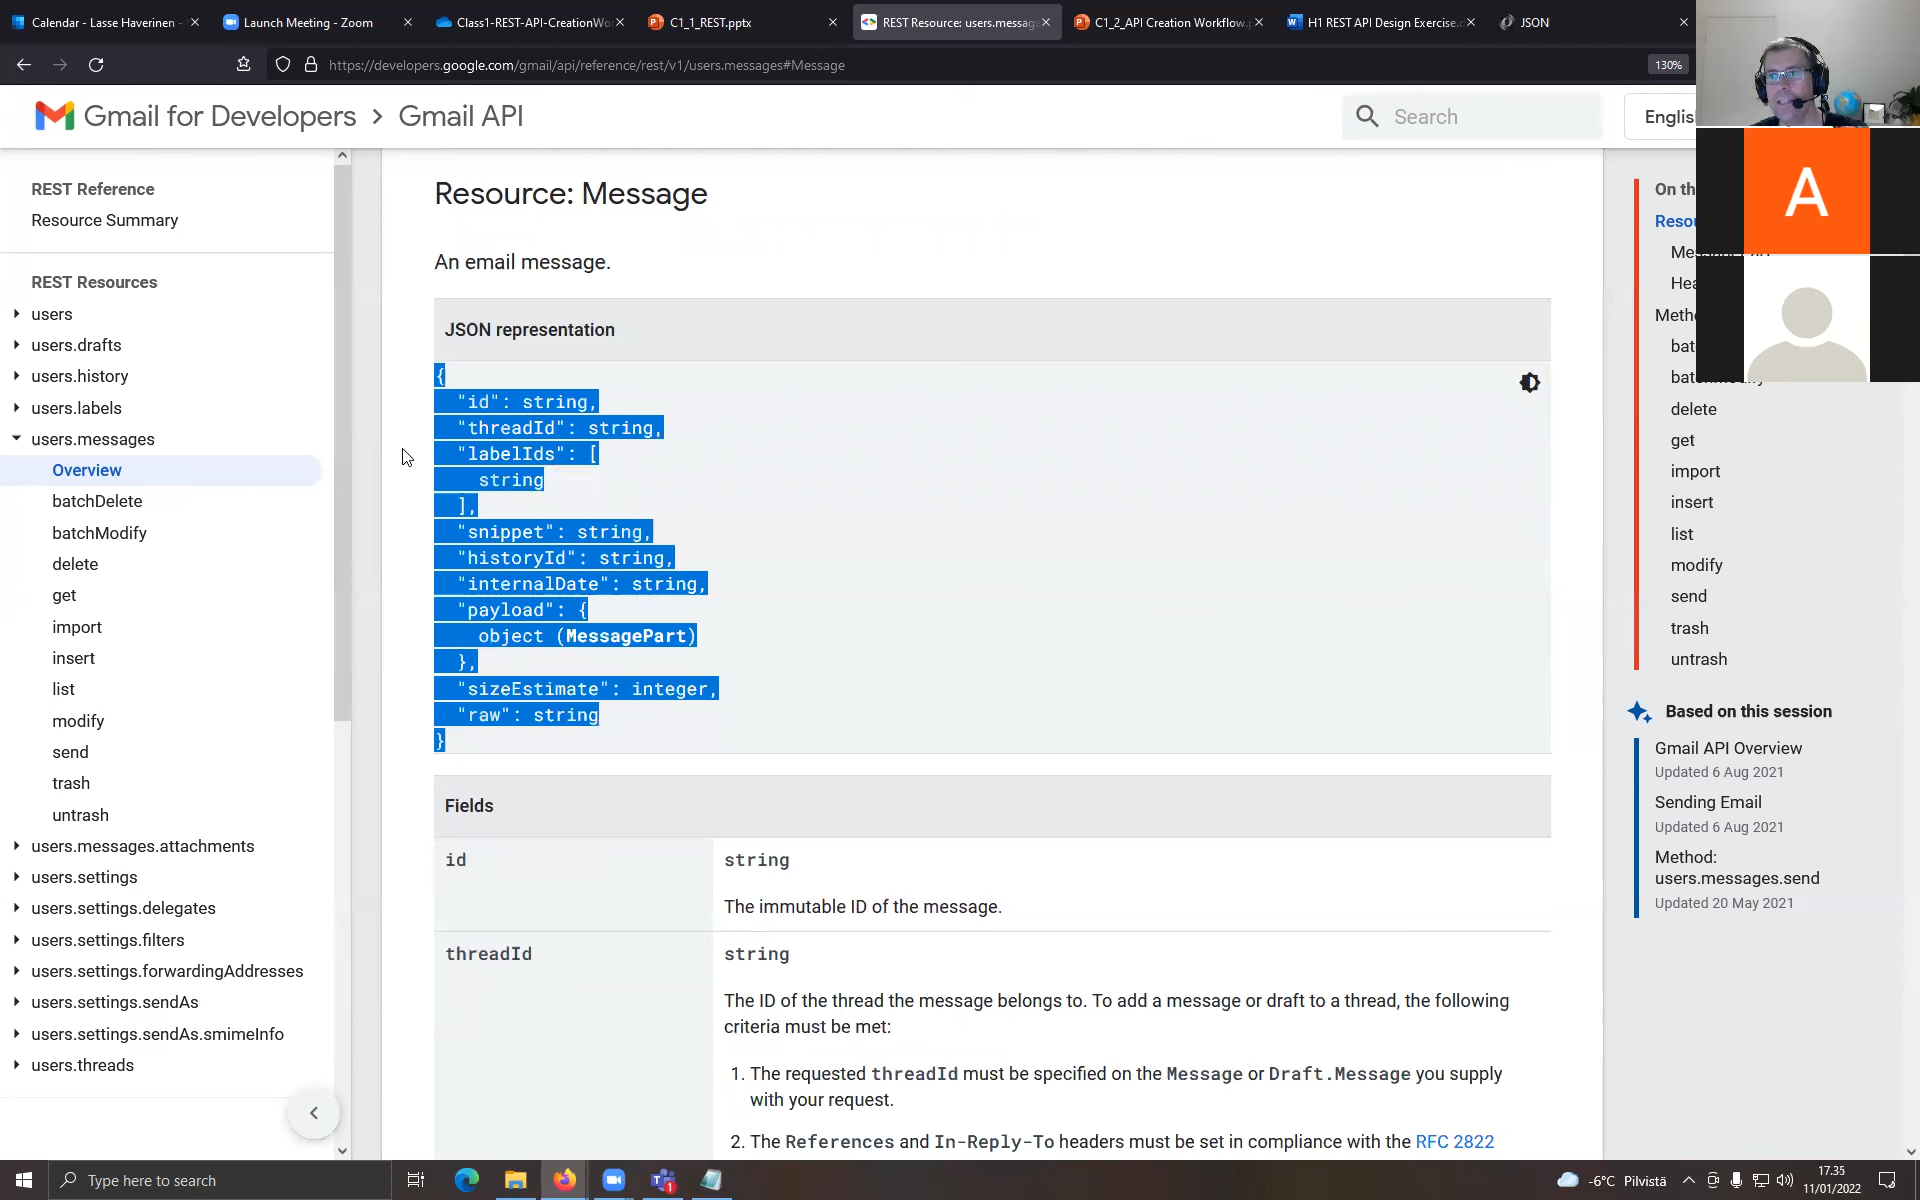 Calendar - Lasse Haverinen -
Launch Meeting - Zoom
Class1-REST-API-CreationWo
C1_1_REST.pptx
REST Resource: users.message
C1_2_API Creation Workflow.p
H1 REST API Design Exercise.d
JSON
https://developers.google.com/gmail/api/reference/rest/v1/users.messages#Message
130%
Gmail for Developers > Gmail API
Search
Englis
REST Reference
Resource Summary
REST Resources
users
users.drafts
users.history
users.labels
users.messages
Overview
batchDelete
batchModify
delete
get
import
insert
list
modify
send
trash
untrash
users.messages.attachments
users.settings
users.settings.delegates
users.settings.filters
users.settings.forwardingAddresses
users.settings.sendAs
users.settings.sendAs.smimeInfo
users.threads
Resource: Message
An email message.
JSON representation
{
"id": string,
"threadId": string,
"labelIds": [
string
],
"snippet": string,
"historyId": string,
"internalDate": string,
"payload": {
object (MessagePart)
},
"sizeEstimate": integer,
"raw": string
}
Fields
id
string
The immutable ID of the message.
threadId
string
The ID of the thread the message belongs to. To add a message or draft to a thread, the following
criteria must be met:
1. The requested threadId must be specified on the Message or Draft.Message you supply
with your request.
2. The References and In-Reply-To headers must be set in compliance with the RFC 2822
On th
Resou
Me
Hea
Metho
bat
bat
delete
get
import
insert
list
modify
send
trash
untrash
Based on this session
Gmail API Overview
Updated 6 Aug 2021
Sending Email
Updated 6 Aug 2021
Method:
users.messages.send
Updated 20 May 2021
A
Type here to search
1
-6°C Pilvistä
17.35
11/01/2022